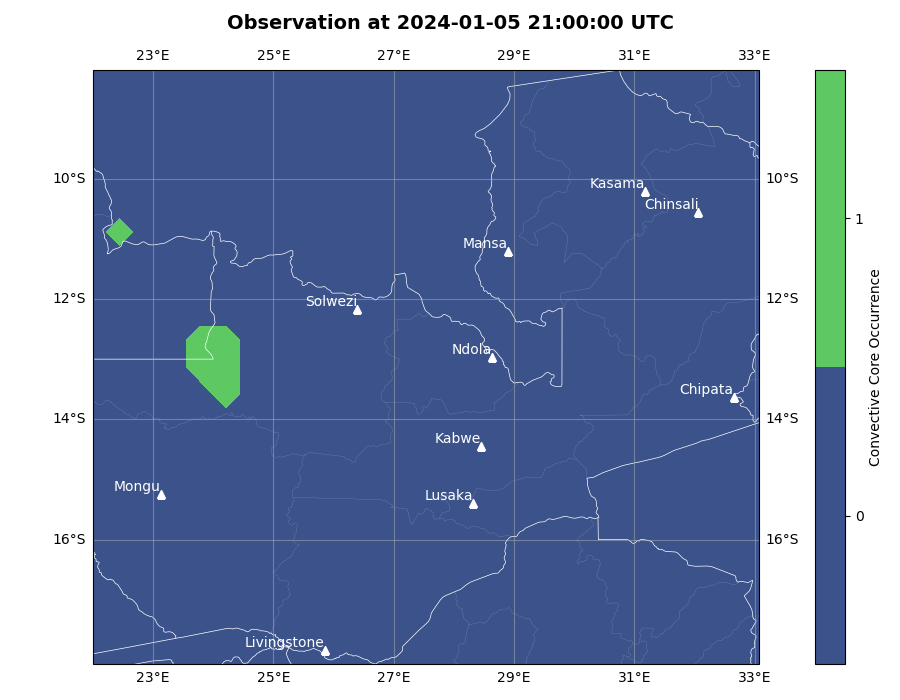 Observation at 2024-01-05 21:00:00 UTC
23°E 25°E 27°E 29°E 31°E 33°E
10°S 10°S
12°S 12°S
14°S 14°S
16°S 16°S
Kasama
Chinsali
Mansa
Solwezi
Ndola
Chipata
Kabwe
Mongu
Lusaka
Livingstone
23°E 25°E 27°E 29°E 31°E 33°E
1
0
Convective Core Occurrence